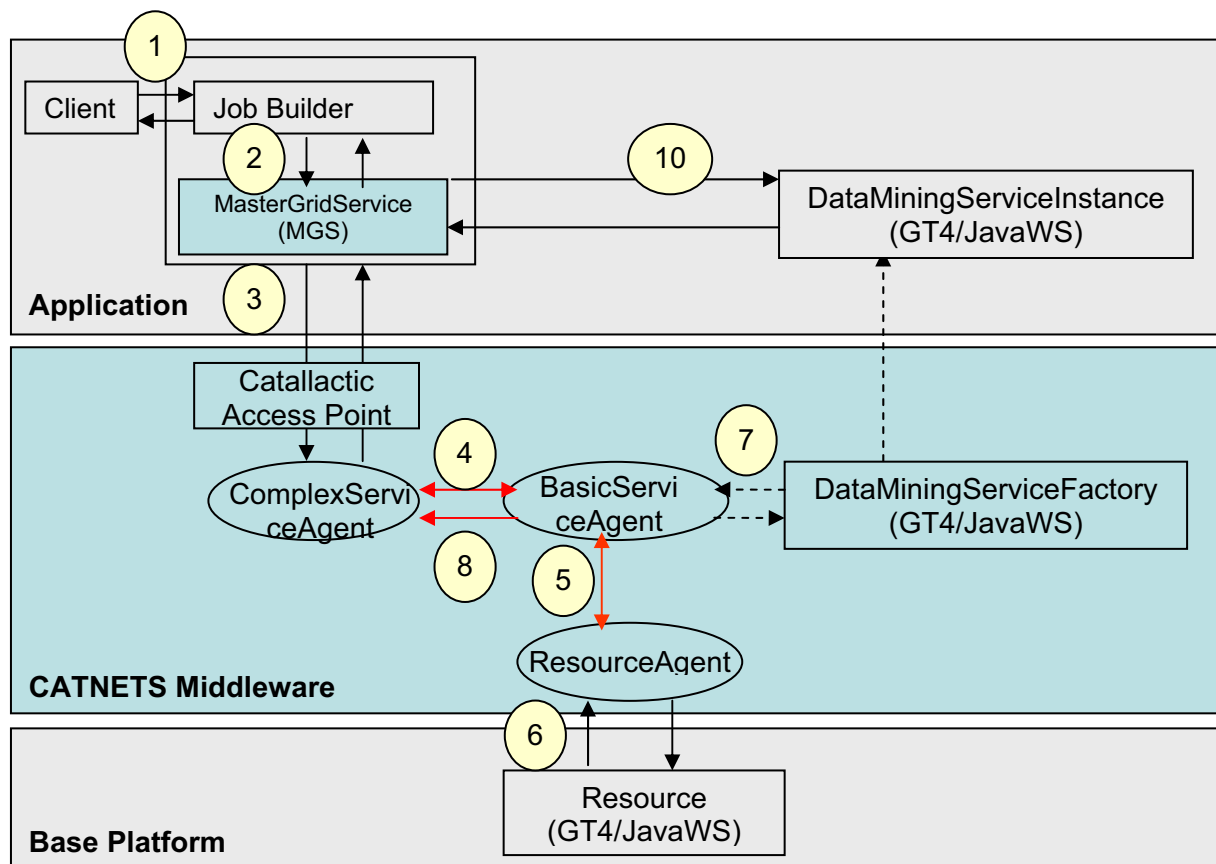 1
Client
Job Builder
2
10
MasterGridService
(MGS)
DataMiningServiceInstance
(GT4/JavaWS)
3
Application
Catallactic
Access Point
4
7
ComplexServi
ceAgent
BasicServi
ceAgent
DataMiningServiceFactory
(GT4/JavaWS)
8
5
ResourceAgent
CATNETS Middleware
6
Resource
(GT4/JavaWS)
Base Platform